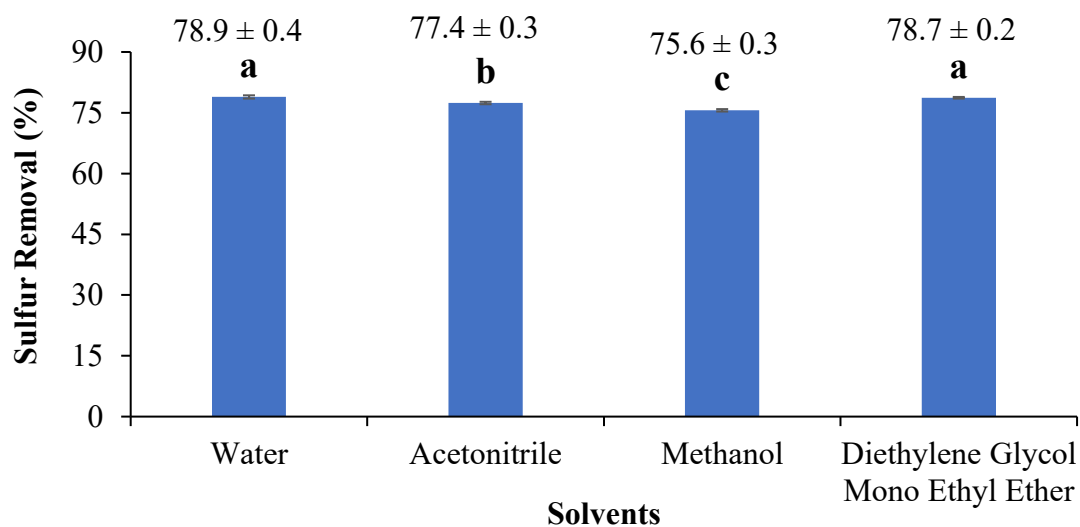 78.9 ± 0.4 77.4 ± 0.3 75.6 ± 0.3 78.7 ± 0.2
a b c a
Sulfur Removal (%)
90
75
60
45
30
15
0
Water Acetonitrile Methanol Diethylene Glycol
Mono Ethyl Ether
Solvents